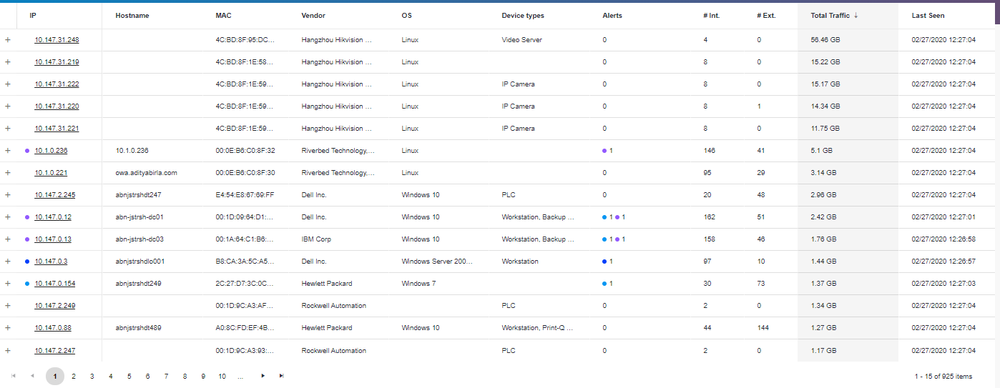 IP Hostname MAC Vendor OS Device types Alerts # Int. # Ext. Total Traffic ↓ Last Seen
+ 10.147.31.248 4C:BD:8F:95:DC... Hangzhou Hikvision ... Linux Video Server 0 4 0 56.46 GB 02/27/2020 12:27:04
+ 10.147.31.219 4C:BD:8F:1E:58... Hangzhou Hikvision ... Linux 0 8 0 15.22 GB 02/27/2020 12:27:04
+ 10.147.31.222 4C:BD:8F:1E:59... Hangzhou Hikvision ... Linux IP Camera 0 8 0 15.17 GB 02/27/2020 12:27:04
+ 10.147.31.220 4C:BD:8F:1E:59... Hangzhou Hikvision ... Linux IP Camera 0 8 1 14.34 GB 02/27/2020 12:27:04
+ 10.147.31.221 4C:BD:8F:1E:59... Hangzhou Hikvision ... Linux IP Camera 0 8 0 11.75 GB 02/27/2020 12:27:04
+ 10.1.0.236 10.1.0.236 00:0E:B6:C0:8F:32 Riverbed Technology,... Linux 1 146 41 5.1 GB 02/27/2020 12:27:04
+ 10.1.0.221 owa.adityabirla.com 00:0E:B6:C0:8F:30 Riverbed Technology,... Linux 0 95 29 3.14 GB 02/27/2020 12:27:04
+ 10.147.2.245 abnjstrshdt247 E4:54:E8:67:69:FF Dell Inc. Windows 10 PLC 0 20 48 2.96 GB 02/27/2020 12:27:04
+ 10.147.0.12 abn-jstrsh-dc01 00:1D:09:64:D1:... Dell Inc. Windows 10 Workstation, Backup ... 1 1 162 51 2.42 GB 02/27/2020 12:27:01
+ 10.147.0.13 abn-jstrsh-dc03 00:1A:64:C1:B6:... IBM Corp Windows 10 Workstation, Backup ... 1 1 158 46 1.76 GB 02/27/2020 12:26:58
+ 10.147.0.3 abnjstrshdlo001 B8:CA:3A:5C:A5... Dell Inc. Windows Server 200... Workstation 1 97 10 1.44 GB 02/27/2020 12:26:57
+ 10.147.0.154 abnjstrshdt249 2C:27:D7:3C:0C... Hewlett Packard Windows 7 1 30 73 1.37 GB 02/27/2020 12:27:03
+ 10.147.2.249 00:1D:9C:A3:AF... Rockwell Automation PLC 0 2 0 1.34 GB 02/27/2020 12:27:04
+ 10.147.0.88 abnjstrshdt489 A0:8C:FD:EF:4B... Hewlett Packard Windows 10 Workstation, Print-Q ... 0 44 144 1.27 GB 02/27/2020 12:27:04
+ 10.147.2.247 00:1D:9C:A3:93:... Rockwell Automation PLC 0 2 0 1.17 GB 02/27/2020 12:27:04
1 2 3 4 5 6 7 8 9 10 ... 1 - 15 of 925 items